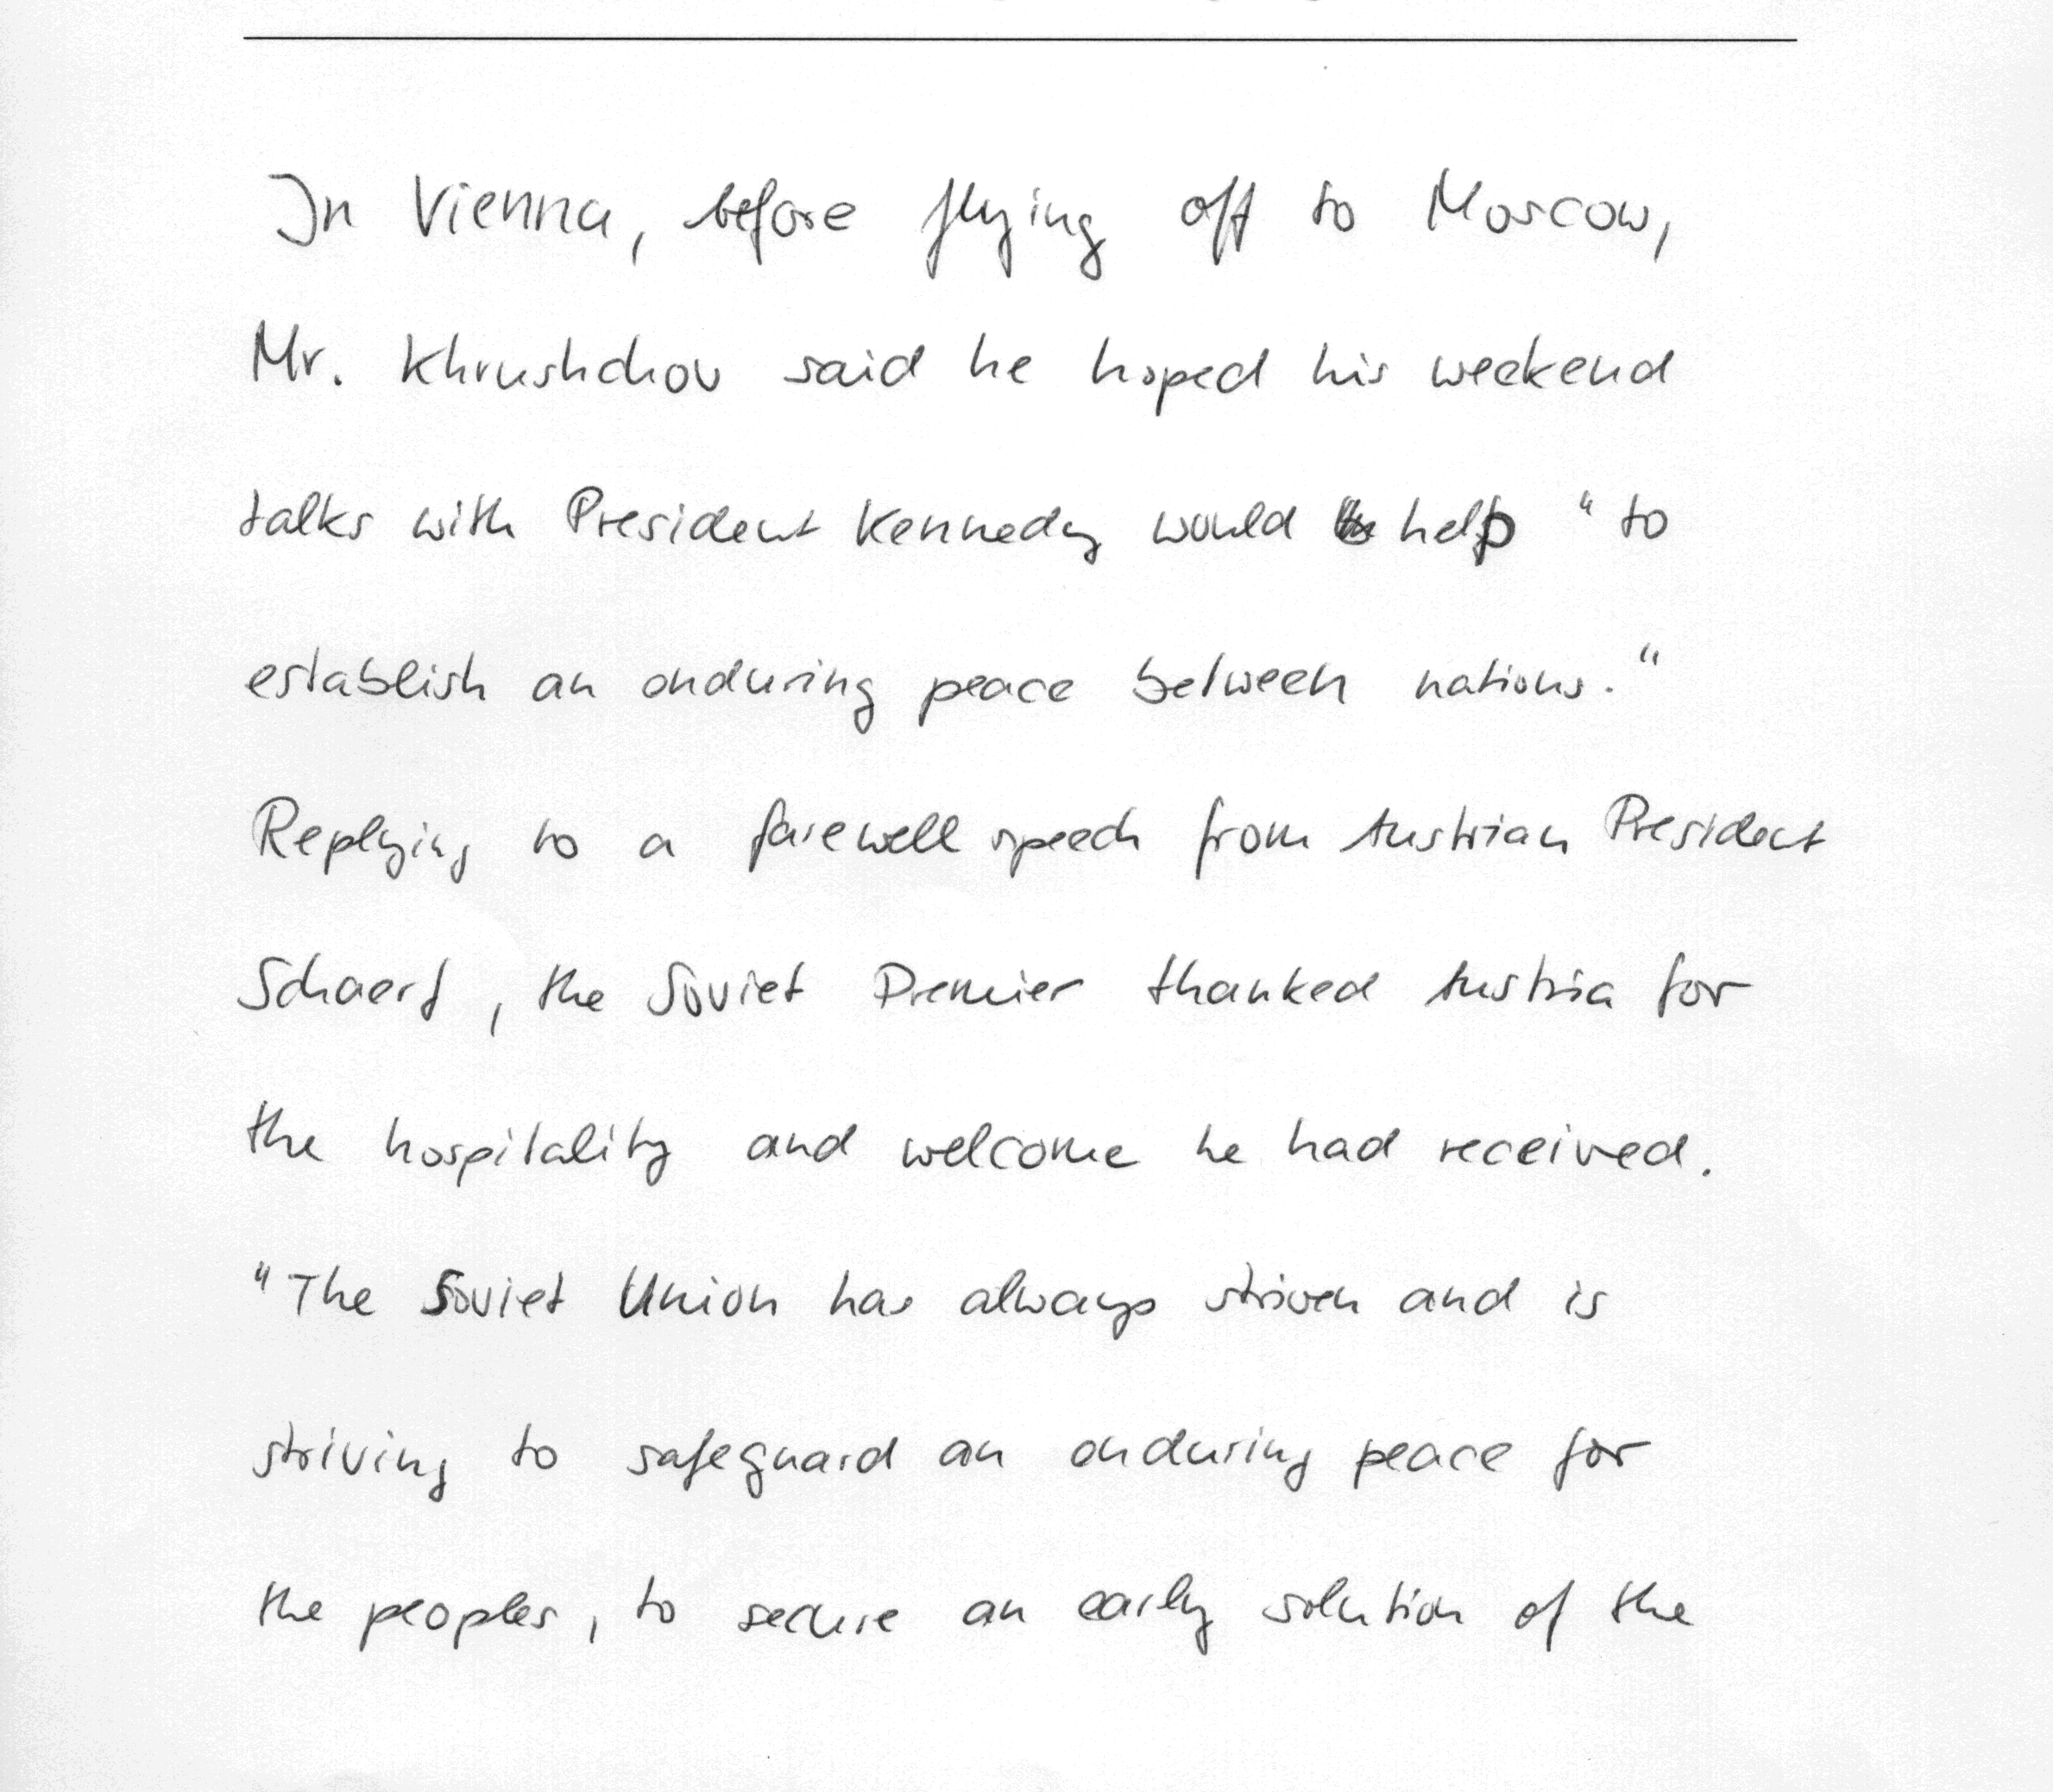 In Vienna, before flying off to Moscow,
Mr. Khrushchov said he hoped his weekend
talks with President Kennedy would help "to
establish an enduring peace between nations."
Replying to a farewell speech from Austrian President
Schaerf, the Soviet Premier thanked Austria for
the hospitality and welcome he had received.
"The Soviet Union has always striven and is
striving to safeguard an enduring peace for
the peoples, to secure an early solution of the